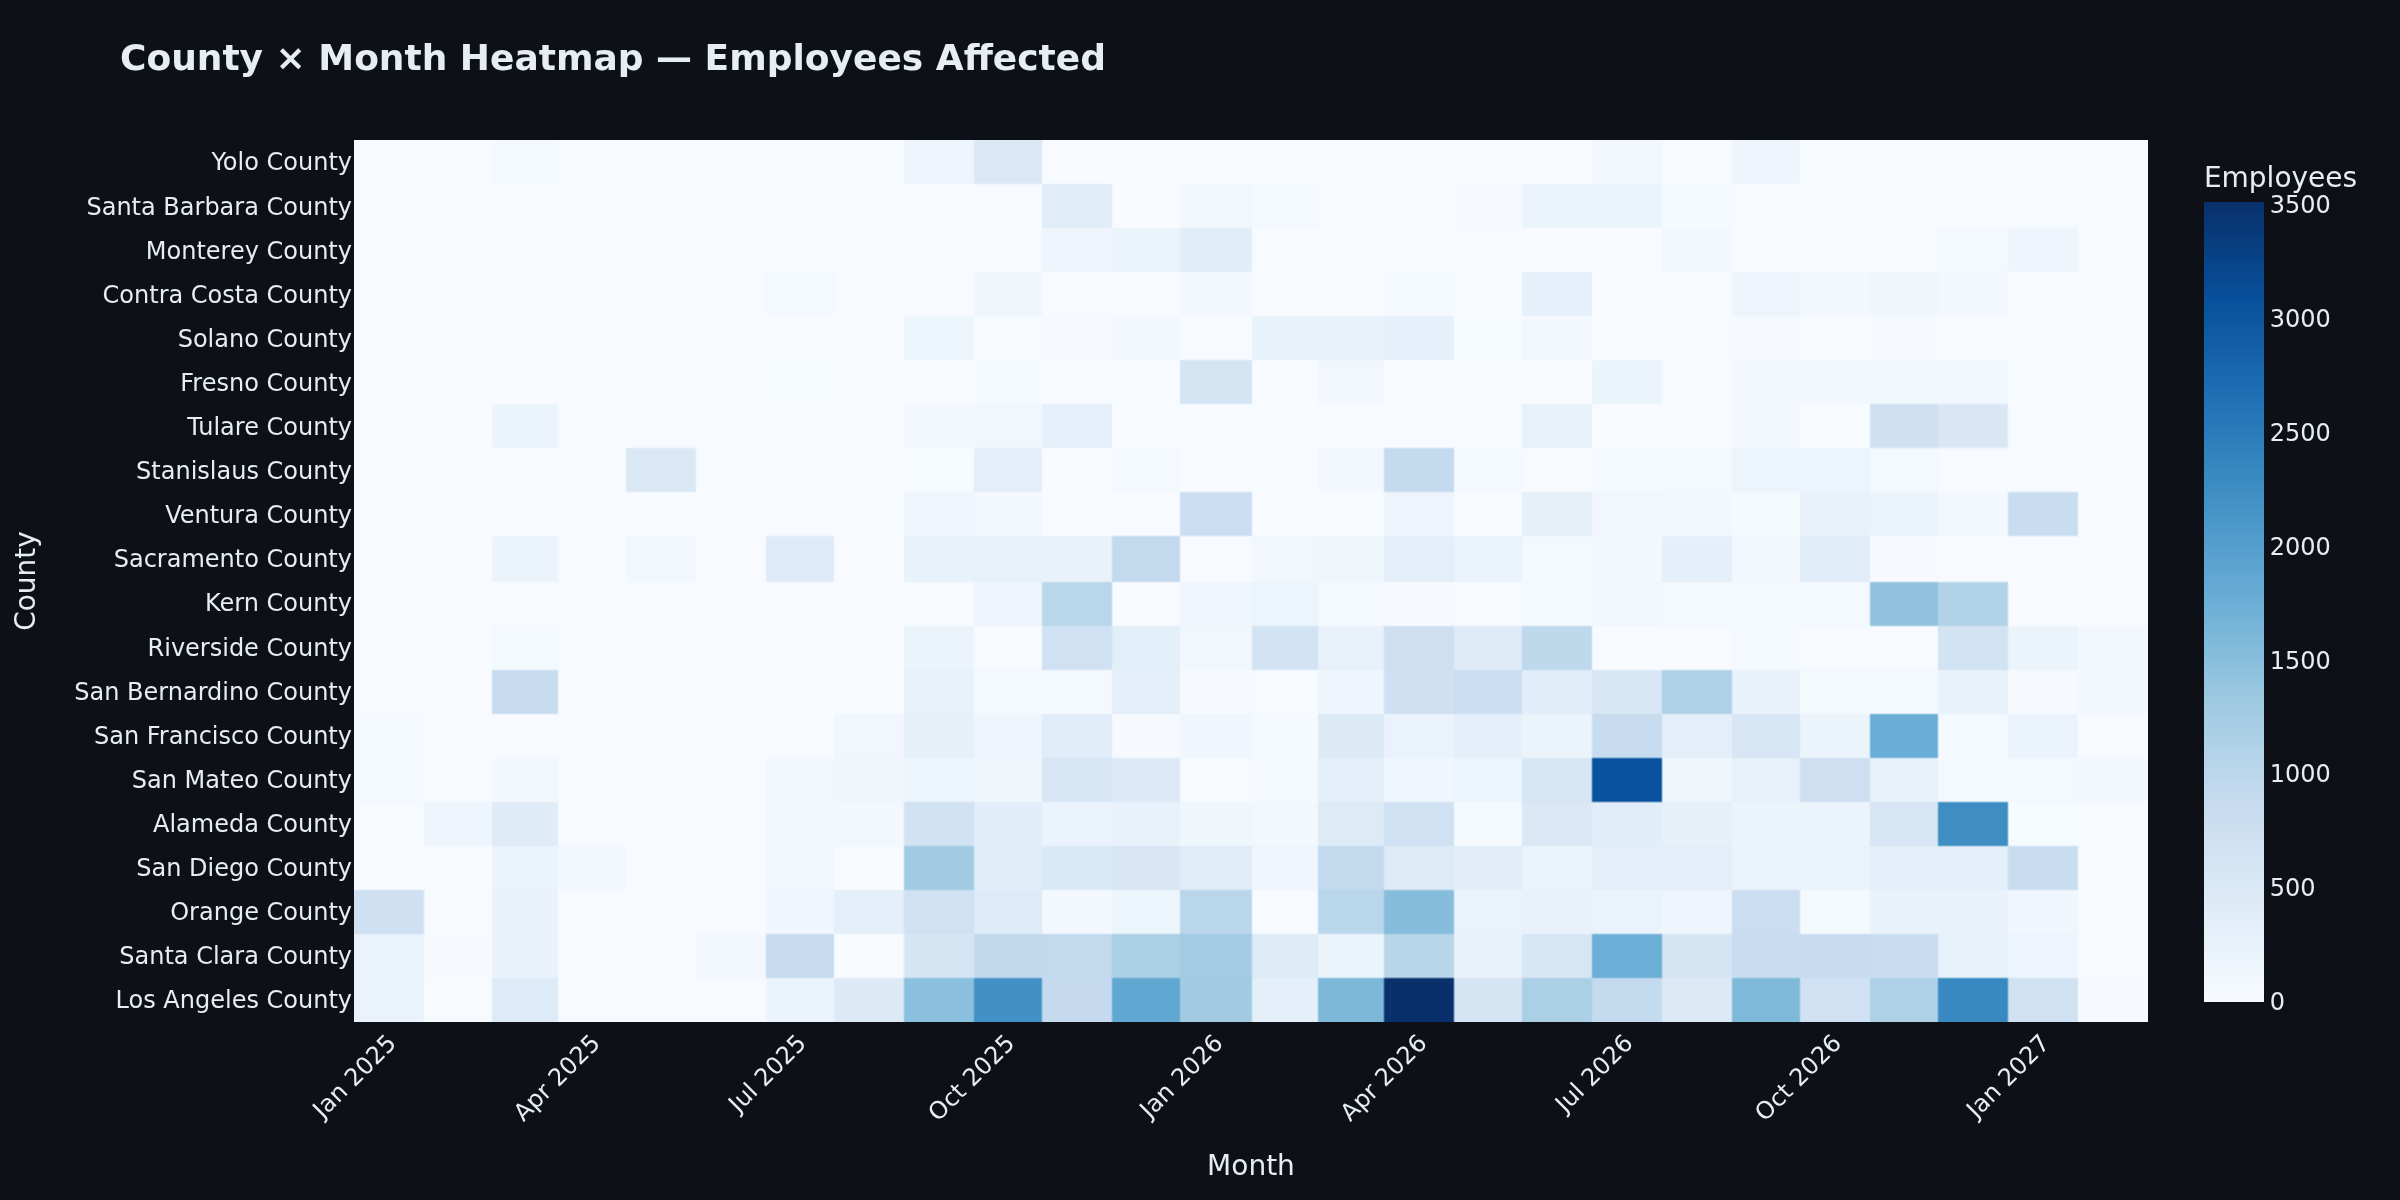 County × Month Heatmap — Employees Affected
Employees
3500
3000
2500
2000
1500
1000
500
0
County
Yolo County
Santa Barbara County
Monterey County
Contra Costa County
Solano County
Fresno County
Tulare County
Stanislaus County
Ventura County
Sacramento County
Kern County
Riverside County
San Bernardino County
San Francisco County
San Mateo County
Alameda County
San Diego County
Orange County
Santa Clara County
Los Angeles County
Jan 2025
Apr 2025
Jul 2025
Oct 2025
Jan 2026
Apr 2026
Jul 2026
Oct 2026
Jan 2027
Month